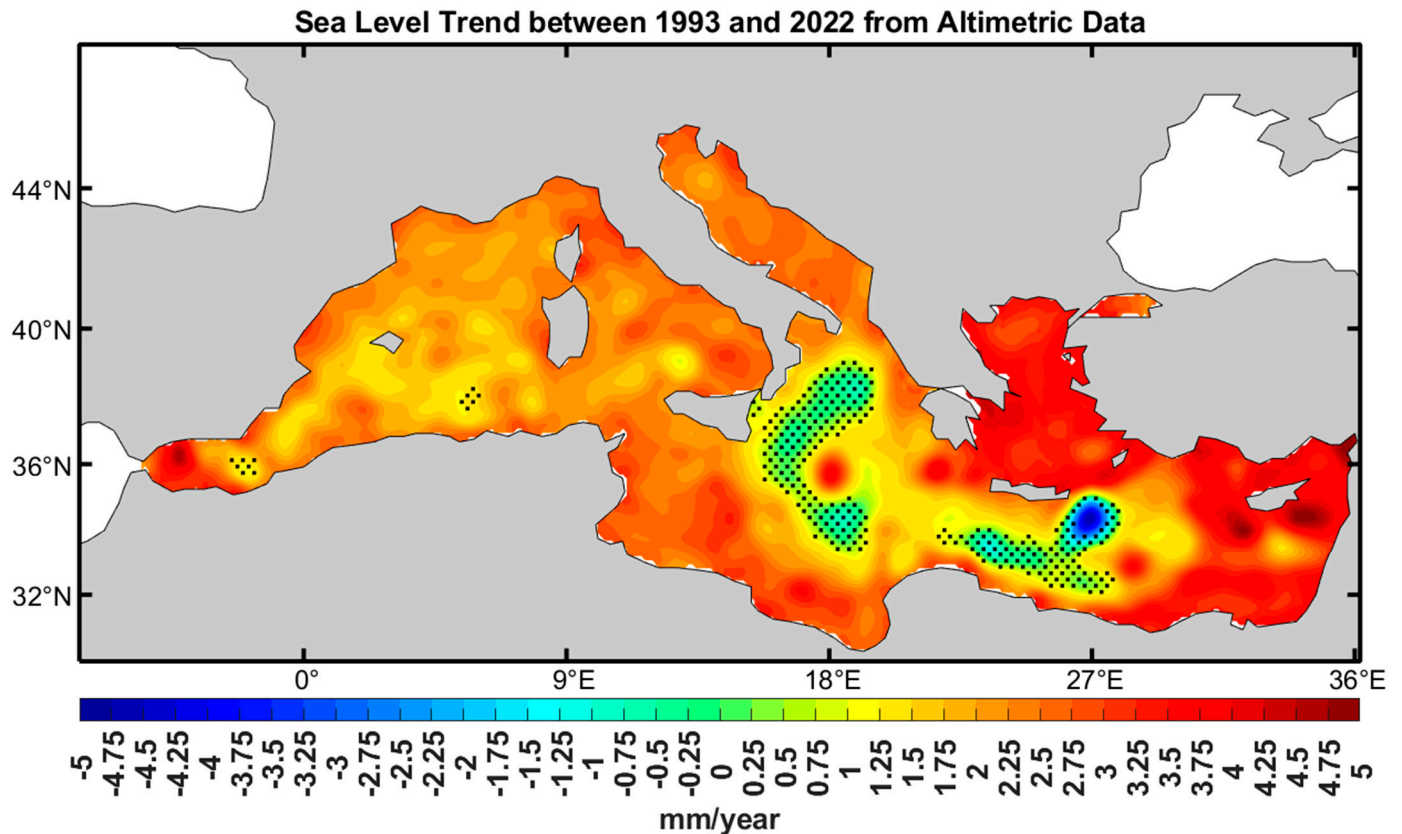 Sea Level Trend between 1993 and 2022 from Altimetric Data
44°N
40°N
36°N
32°N
0° 9°E 18°E 27°E 36°E
-5 -4.75 -4.5 -4.25 -4 -3.75 -3.5 -3.25 -3 -2.75 -2.5 -2.25 -2 -1.75 -1.5 -1.25 -1 -0.75 -0.5 -0.25 0 0.25 0.5 0.75 1 1.25 1.5 1.75 2 2.25 2.5 2.75 3 3.25 3.5 3.75 4 4.25 4.5 4.75 5
mm/year